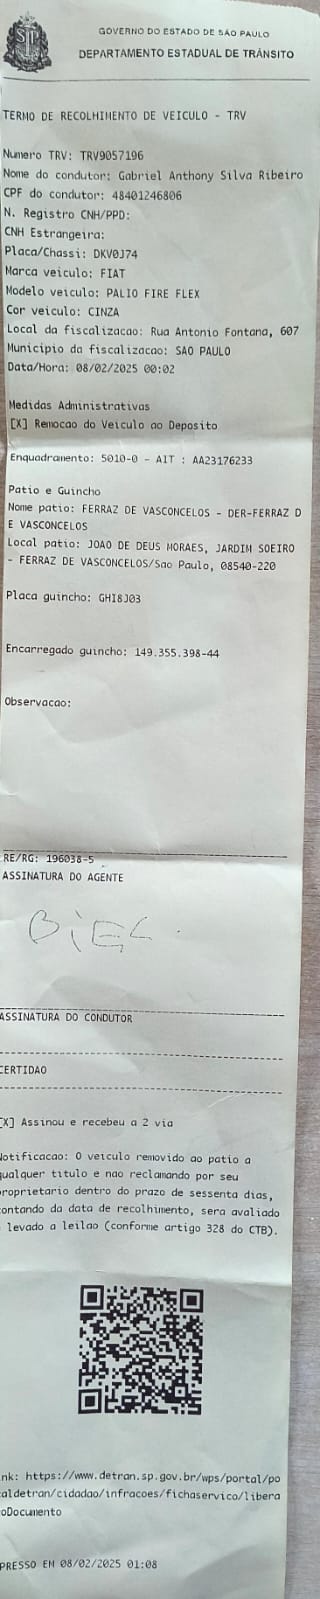 GOVERNO DO ESTADO DE SÃO PAULO
DEPARTAMENTO ESTADUAL DE TRÂNSITO
TERMO DE RECOLHIMENTO DE VEICULO - TRV
Numero TRV: TRV9057196
Nome do condutor: Gabriel Anthony Silva Ribeiro
CPF do condutor: 48401246806
N. Registro CNH/PPD:
CNH Estrangeira:
Placa/Chassi: DKV0J74
Marca veiculo: FIAT
Modelo veiculo: PALIO FIRE FLEX
Cor veiculo: CINZA
Local da fiscalizacao: Rua Antonio Fontana, 607
Municipio da fiscalizacao: SAO PAULO
Data/Hora: 08/02/2025 00:02
Medidas Administrativas
[X] Remocao do Veiculo ao Deposito
Enquadramento: 5010-0 - AIT : AA23176233
Patio e Guincho
Nome patio: FERRAZ DE VASCONCELOS - DER-FERRAZ D
E VASCONCELOS
Local patio: JOAO DE DEUS MORAES, JARDIM SOEIRO
- FERRAZ DE VASCONCELOS/Sao Paulo, 08540-220
Placa guincho: GHI8J03
Encarregado guincho: 149.355.398-44
Observacao:
RE/RG: 196038-5
ASSINATURA DO AGENTE
BiEL
ASSINATURA DO CONDUTOR
CERTIDAO
[X] Assinou e recebeu a 2 via
Notificacao: O veiculo removido ao patio a
qualquer titulo e nao reclamando por seu
proprietario dentro do prazo de sessenta dias,
contando da data de recolhimento, sera avaliado
levado a leilao (conforme artigo 328 do CTB).
nk: https://www.detran.sp.gov.br/wps/portal/po
taldetran/cidadao/infracoes/fichaservico/libera
oDocumento
PRESSO EM 08/02/2025 01:08